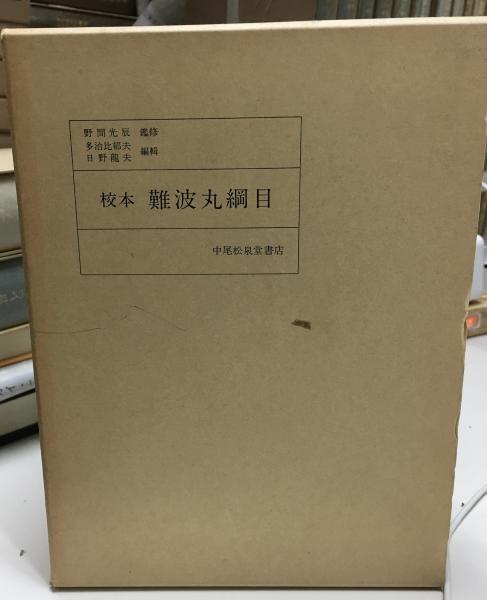 野間光辰 鑑修
多治比郁夫
日野龍夫 編輯
校本 難波丸綱目
中尾松泉堂書店